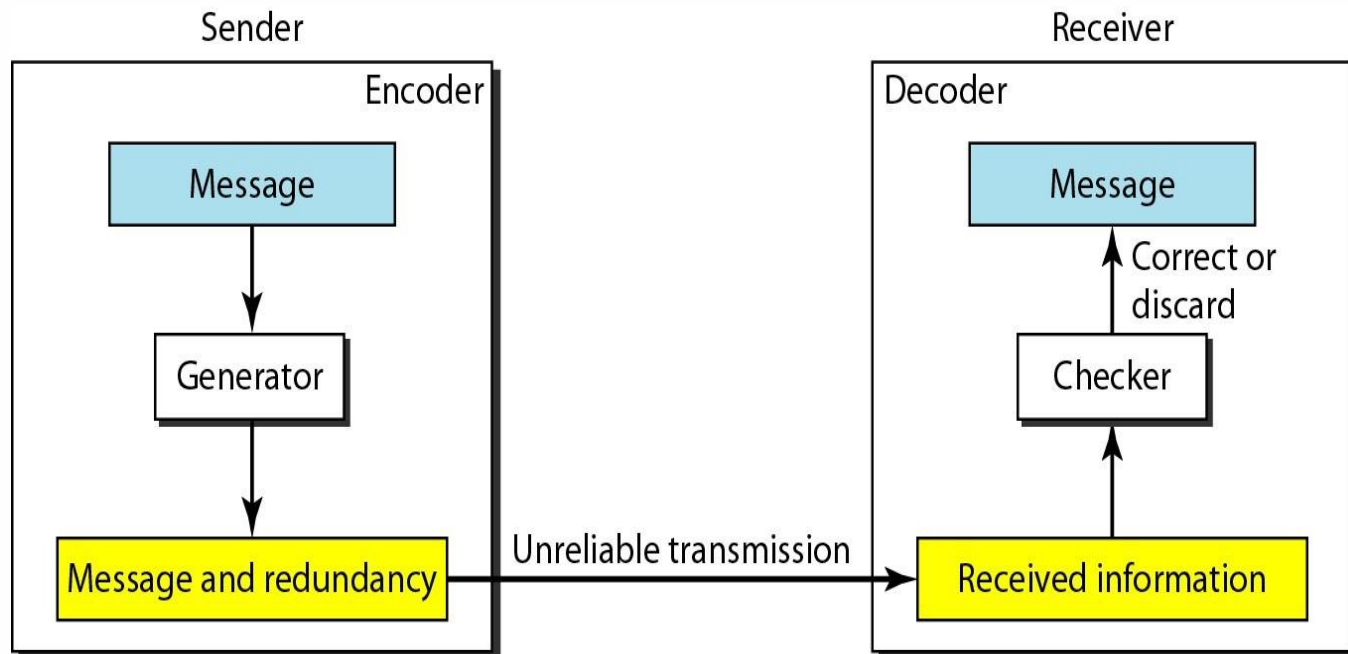 Sender
Encoder
Message
Generator
Message and redundancy
Unreliable transmission
Receiver
Decoder
Message
Correct or
discard
Checker
Received information